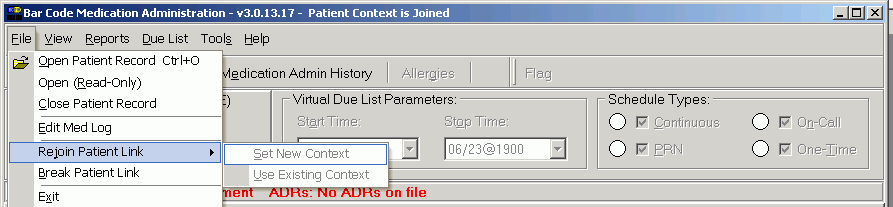 Bar Code Medication Administration - v3.0.13.17 - Patient Context is Joined
File View Reports Due List Tools Help
Open Patient Record Ctrl+O
Medication Admin History Allergies Flag
Open (Read-Only)
Close Patient Record
E) Virtual Due List Parameters: Schedule Types:
Edit Med Log
Start Time: Stop Time: Continuous On-Call
Rejoin Patient Link
Set New Context 06/23@1900 PRN One-Time
Break Patient Link
Use Existing Context
Exit
ment ADRs: No ADRs on file